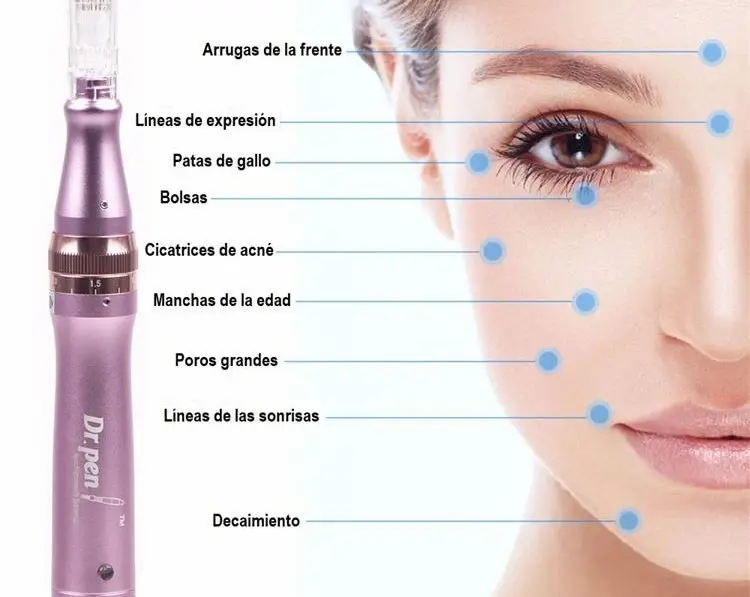 Arrugas de la frente
Líneas de expresión
Patas de gallo
Bolsas
Cicatrices de acné
1.5
Manchas de la edad
Poros grandes
Líneas de las sonrisas
Dr.pen
TM
Decaimiento